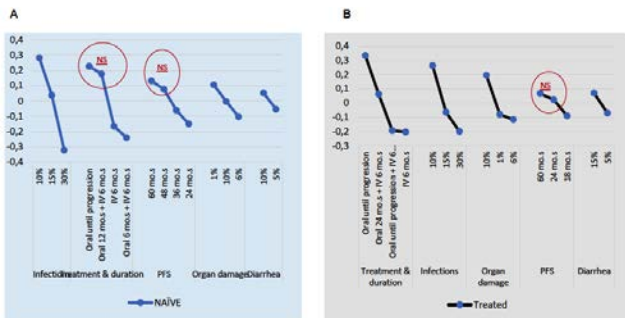 A
0,4
0,3
0,2
0,1
0
-0,1
-0,2
-0,3
-0,4
NS
NS
10%
15%
30%
Oral until progression
Oral 12 mo.s + IV 6 mo.s
IV 6 mo.s
Oral 6 mo.s + IV 6 mo.s
60 mo.s
48 mo.s
36 mo.s
24 mo.s
1%
10%
6%
10%
5%
Infections
Treatment & duration
PFS
Organ damage
Diarrhea
NAÏVE
B
0,4
0,3
0,2
0,1
0
-0,1
-0,2
-0,3
NS
Oral until progression
Oral 24 mo.s + IV 6 mo.s
Oral until progression + IV 6...
IV 6 mo.s
10%
15%
30%
10%
1%
6%
60 mo.s
24 mo.s
18 mo.s
15%
5%
Treatment & duration
Infections
Organ damage
PFS
Diarrhea
Treated